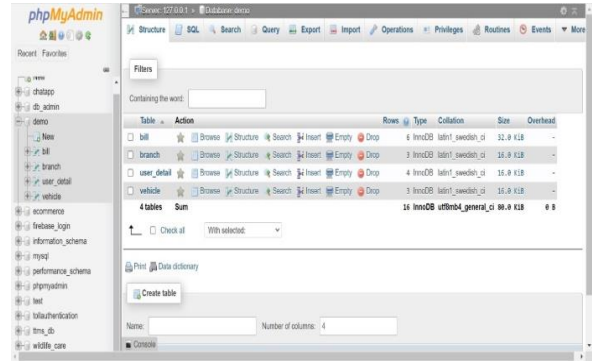 phpMyAdmin
Recent Favorites
New
chatapp
db_admin
demo
New
bill
branch
user_detail
vehicle
ecommerce
firebase_login
information_schema
mysql
performance_schema
phpmyadmin
test
tollauthentication
ttms_db
wildlife_care
Server: 127.0.0.1 » Database: demo
Structure SQL Search Query Export Import Operations Privileges Routines Events More
Filters
Containing the word:
Table Action Rows Type Collation Size Overhead
bill Browse Structure Search Insert Empty Drop 6 InnoDB latin1_swedish_ci 32.0 KiB -
branch Browse Structure Search Insert Empty Drop 3 InnoDB latin1_swedish_ci 16.0 KiB -
user_detail Browse Structure Search Insert Empty Drop 4 InnoDB latin1_swedish_ci 16.0 KiB -
vehicle Browse Structure Search Insert Empty Drop 3 InnoDB latin1_swedish_ci 16.0 KiB -
4 tables Sum 16 InnoDB utf8mb4_general_ci 80.0 KiB 0 B
Check all With selected:
Print Data dictionary
Create table
Name: Number of columns: 4
Console